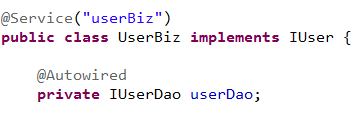 @Service("userBiz")
public class UserBiz implements IUser {
@Autowired
private IUserDao userDao;